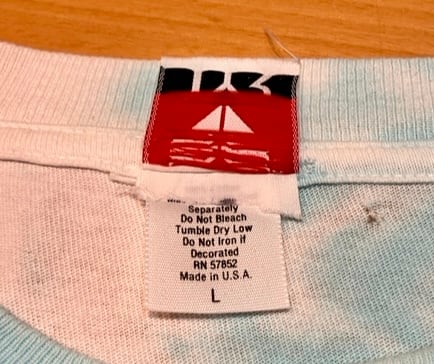 Separately
Do Not Bleach
Tumble Dry Low
Do Not Iron if
Decorated
RN 57852
Made in U.S.A.
L